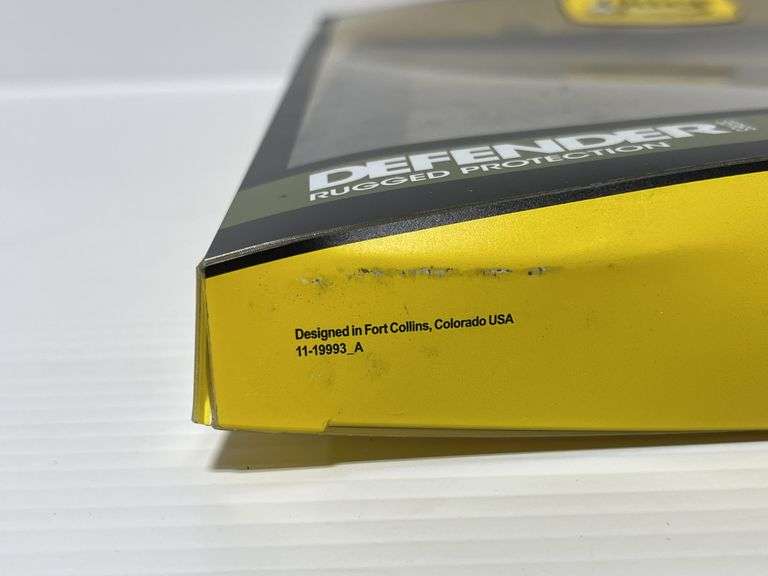 DEFENDER
RUGGED PROTECTION
Designed in Fort Collins, Colorado USA
11-19993_A